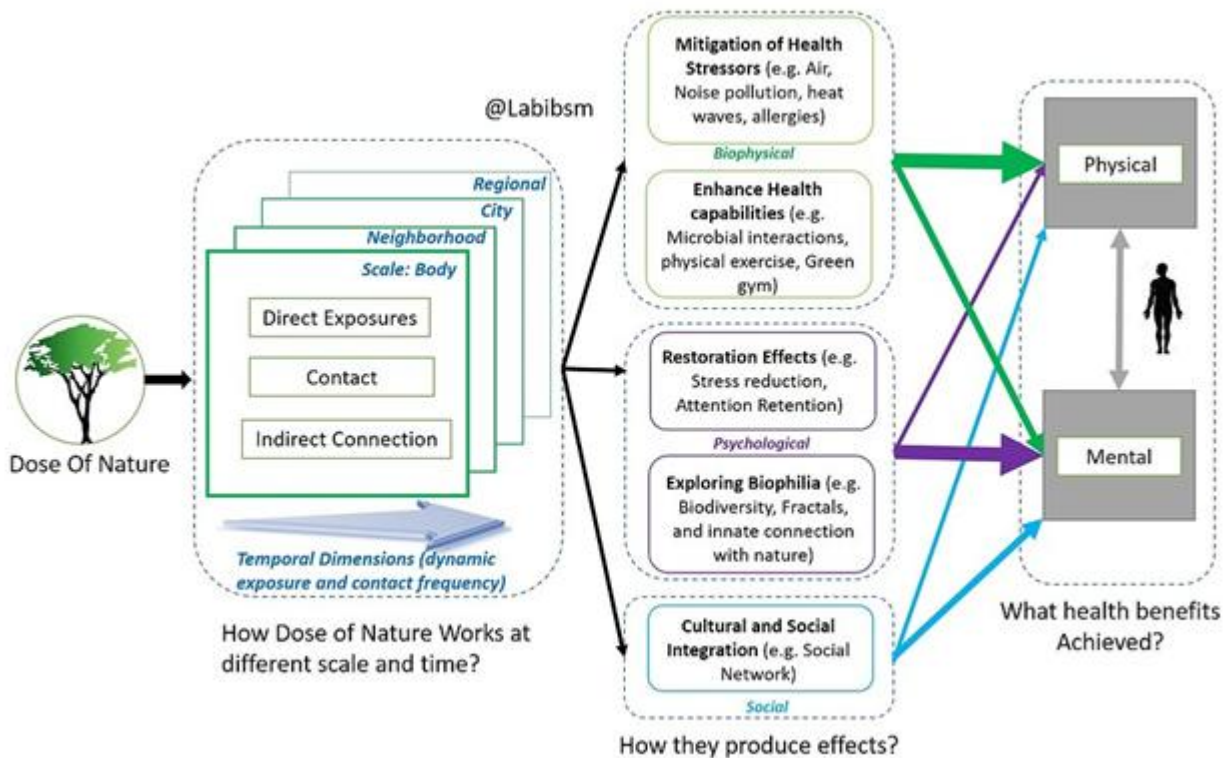 @Labibsm
Dose Of Nature
Regional
City
Neighborhood
Scale: Body
Direct Exposures
Contact
Indirect Connection
Temporal Dimensions (dynamic
exposure and contact frequency)
How Dose of Nature Works at
different scale and time?
Mitigation of Health
Stressors (e.g. Air,
Noise pollution, heat
waves, allergies)
Biophysical
Enhance Health
capabilities (e.g.
Microbial interactions,
physical exercise, Green
gym)
Restoration Effects (e.g.
Stress reduction,
Attention Retention)
Psychological
Exploring Biophilia (e.g.
Biodiversity, Fractals,
and innate connection
with nature)
Cultural and Social
Integration (e.g. Social
Network)
Social
How they produce effects?
Physical
Mental
What health benefits
Achieved?